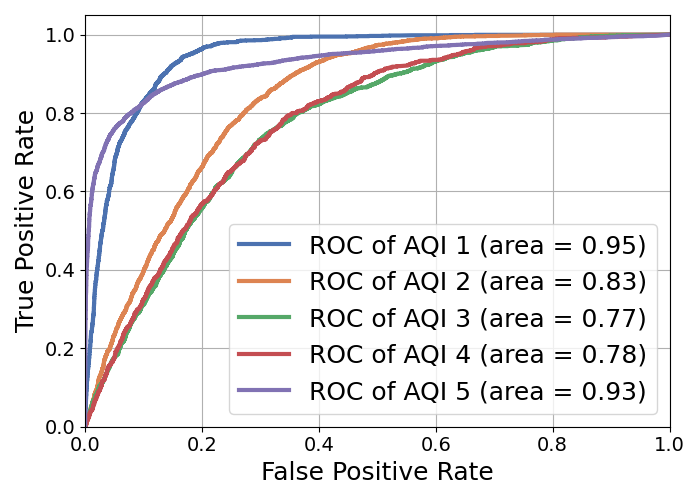 True Positive Rate
1.0
0.8
0.6
0.4
0.2
0.0
ROC of AQI 1 (area = 0.95)
ROC of AQI 2 (area = 0.83)
ROC of AQI 3 (area = 0.77)
ROC of AQI 4 (area = 0.78)
ROC of AQI 5 (area = 0.93)
0.0 0.2 0.4 0.6 0.8 1.0
False Positive Rate